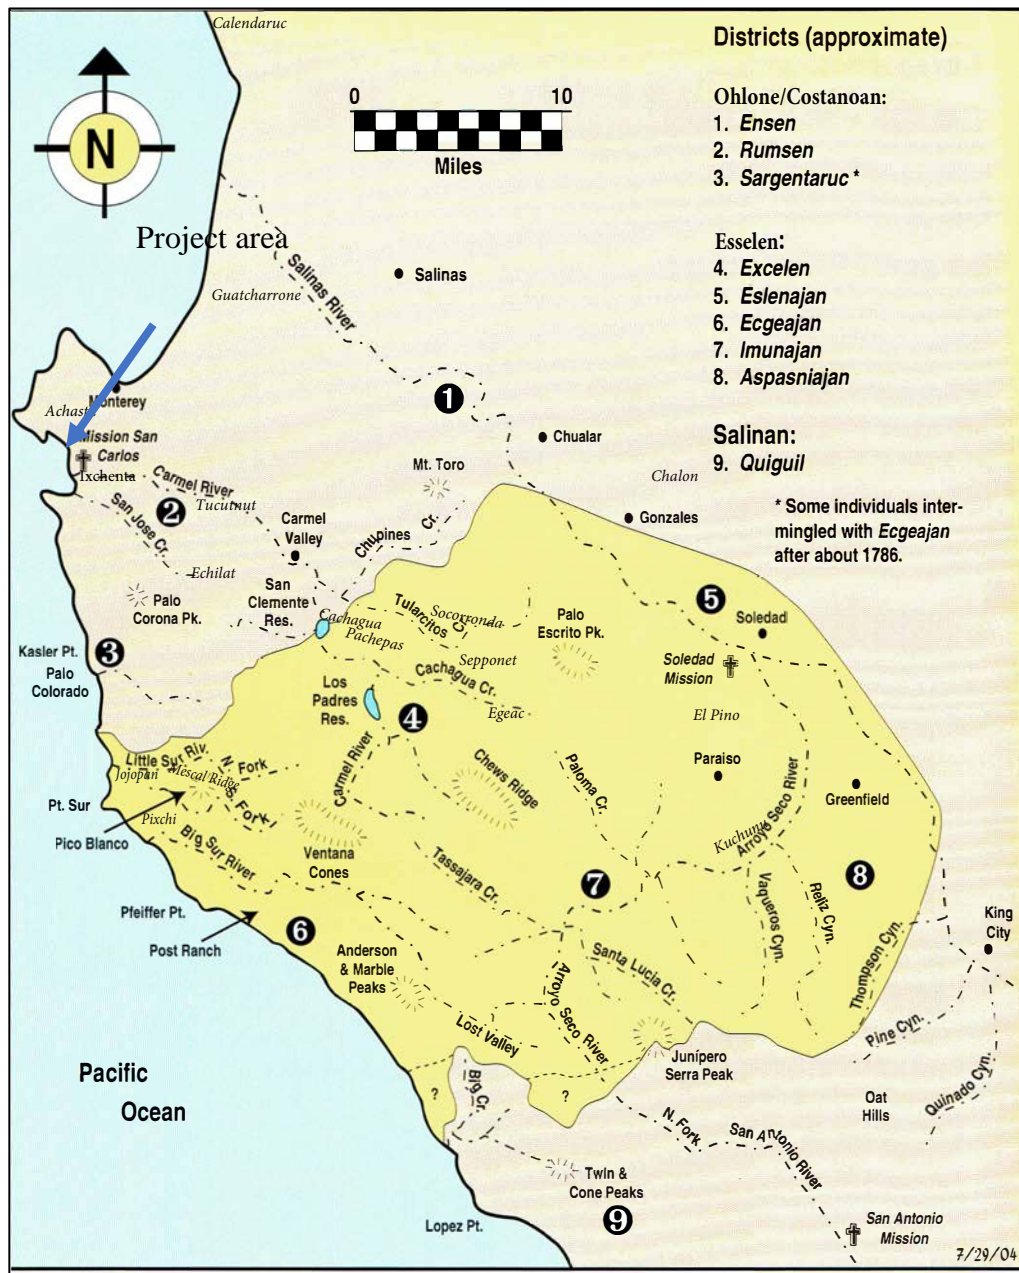 Calendaruc
Districts (approximate)
Ohlone/Costanoan:
1. Ensen
2. Rumsen
3. Sargentaruc *
Esselen:
4. Excelen
5. Eslenajan
6. Ecgeajan
7. Imunajan
8. Aspasniajan
Salinan:
9. Quiguil
* Some individuals inter-
mingled with Ecgeajan
after about 1786.
N
0 10
Miles
Project area
Salinas River
Salinas
Guatcharrone
1
Monterey
Achasta
Mission San
Carlos
Ixchenta
Carmel River
2
Tucutnut
San Jose Cr.
Echilat
Carmel
Valley
Mt. Toro
Chupines Cr.
Chualar
Chalon
Gonzales
Palo
Corona Pk.
San
Clemente
Res.
Cachagua
Pachepas
Tularcitos Cr.
Socorronda
Sepponet
Palo
Escrito Pk.
5
Soledad
Soledad
Mission
Kasler Pt.
3
Palo
Colorado
Los
Padres
Res.
4
Cachagua Cr.
Egeac
El Pino
Little Sur Riv.
N. Fork
Jojopan
Mescal Ridge
S. Fork
Pixchi
Pt. Sur
Pico Blanco
Carmel River
Chews Ridge
Paloma Cr.
Paraiso
Arroyo Seco River
Greenfield
Big Sur River
Ventana
Cones
Tassajara Cr.
7
Vaqueros Cyn.
Reliz Cyn.
8
Pfeiffer Pt.
Post Ranch
6
Anderson
& Marble
Peaks
Santa Lucia Cr.
Thompson Cyn.
King
City
Lost Valley
Arroyo Seco River
Junípero
Serra Peak
Pine Cyn.
Quinado Cyn.
Pacific
Ocean
?
Big Cr.
?
Oat
Hills
N. Fork
San Antonio River
Twin &
Cone Peaks
9
Lopez Pt.
San Antonio
Mission
7/29/04